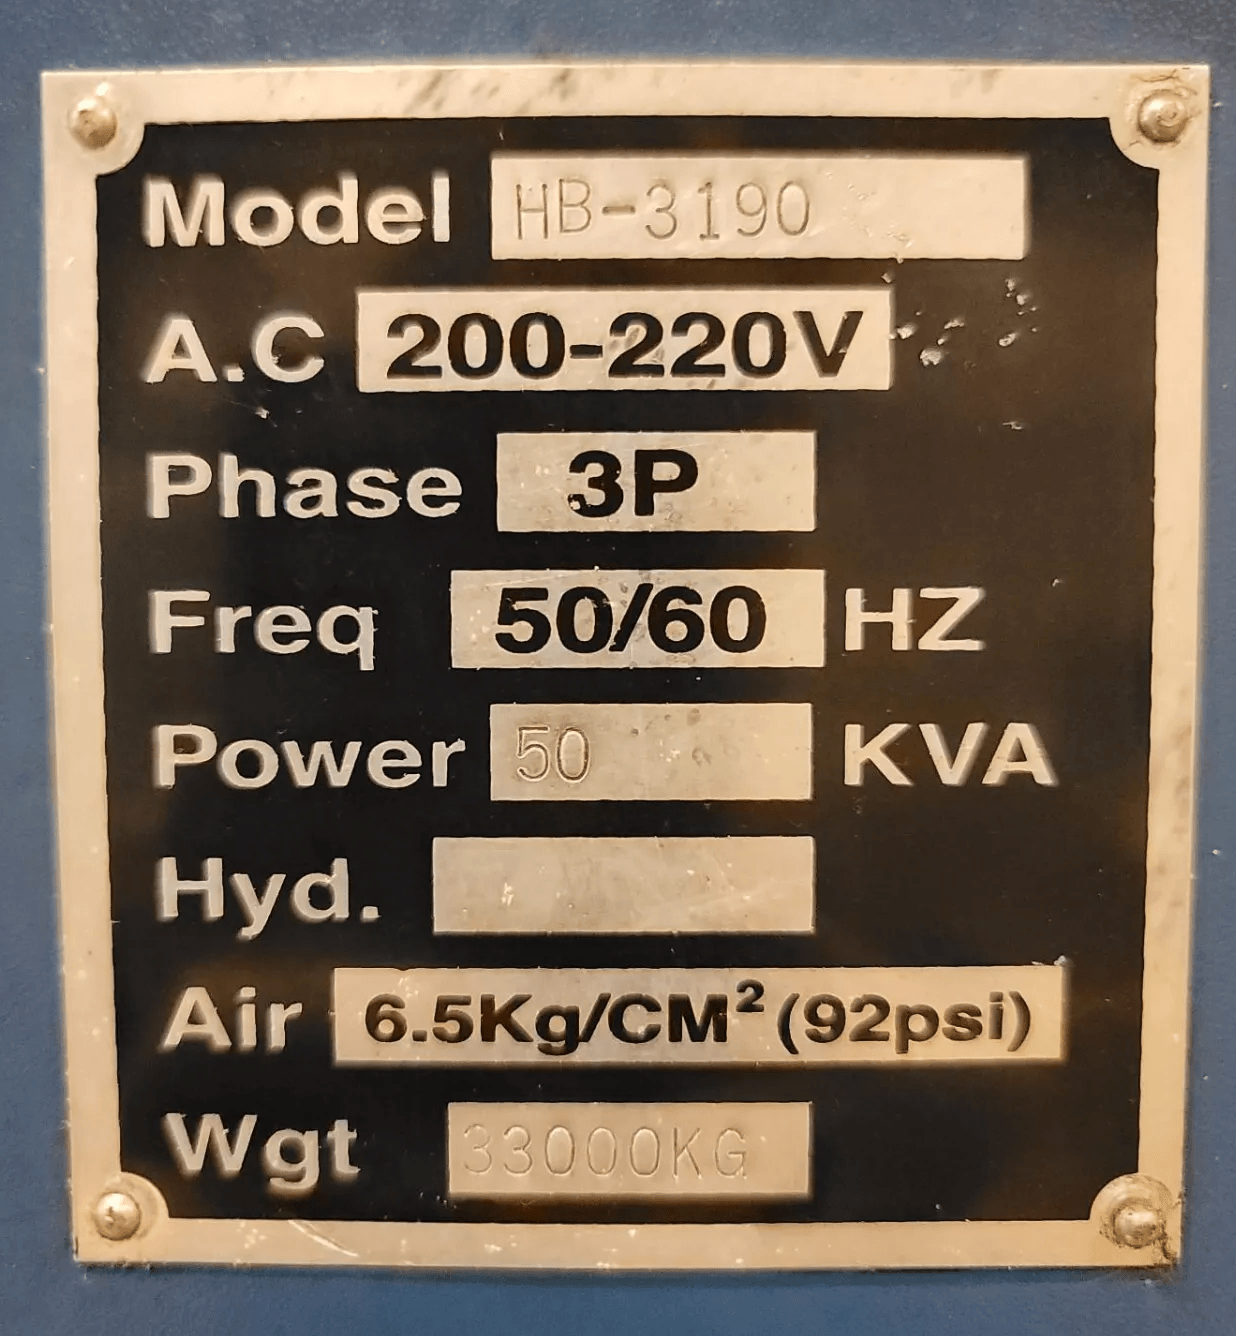 Model HB-3190
A.C 200-220V
Phase 3P
Freq 50/60 HZ
Power 50 KVA
Hyd.
Air 6.5Kg/CM² (92psi)
Wgt 33000KG